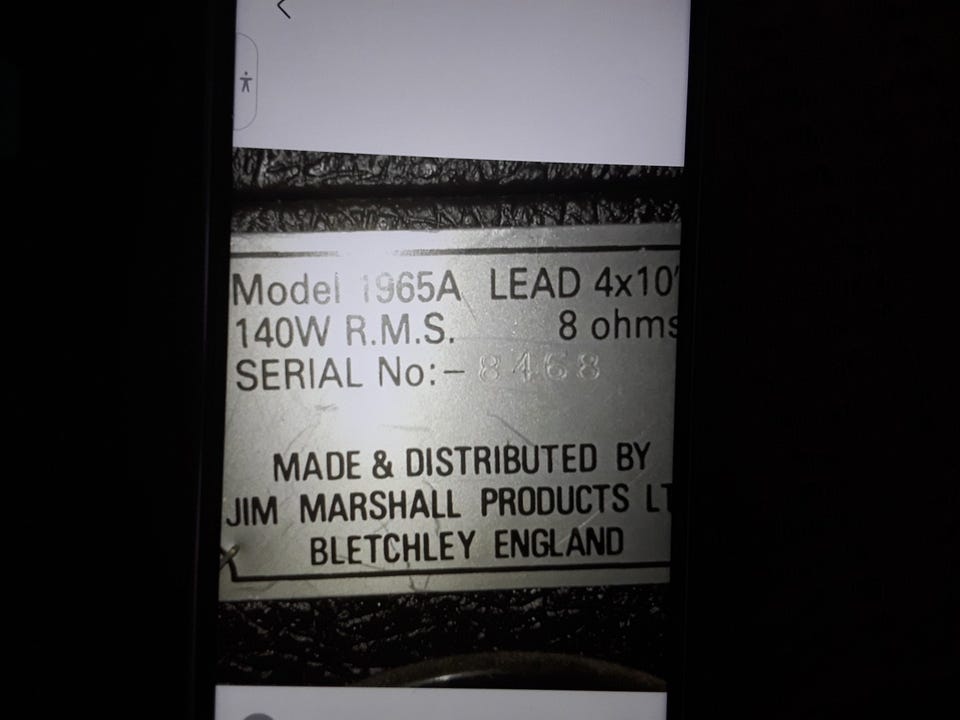 Model 1965A LEAD 4x10"
140W R.M.S. 8 ohms
SERIAL No:- 8468
MADE & DISTRIBUTED BY
JIM MARSHALL PRODUCTS LT
BLETCHLEY ENGLAND